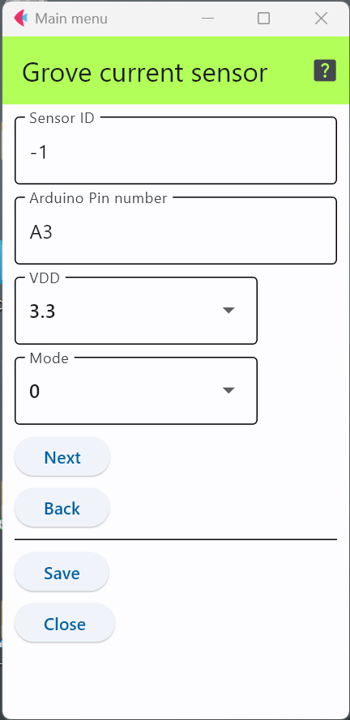 Main menu
Grove current sensor
?
Sensor ID
-1
Arduino Pin number
A3
VDD
3.3
Mode
0
Next
Back
Save
Close